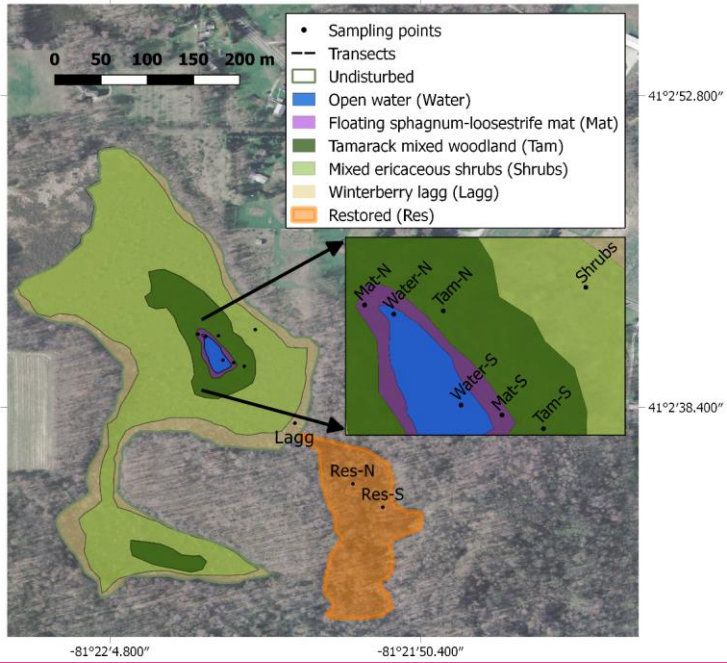 Sampling points
Transects
Undisturbed
Open water (Water)
Floating sphagnum-loosestrife mat (Mat)
Tamarack mixed woodland (Tam)
Mixed ericaceous shrubs (Shrubs)
Winterberry lagg (Lagg)
Restored (Res)
0 50 100 150 200 m
41°2′52.800″
Mat-N
Water-N
Tam-N
Shrubs
Water-S
Mat-S
Tam-S
41°2′38.400″
Lagg
Res-N
Res-S
-81°22′4.800″ -81°21′50.400″